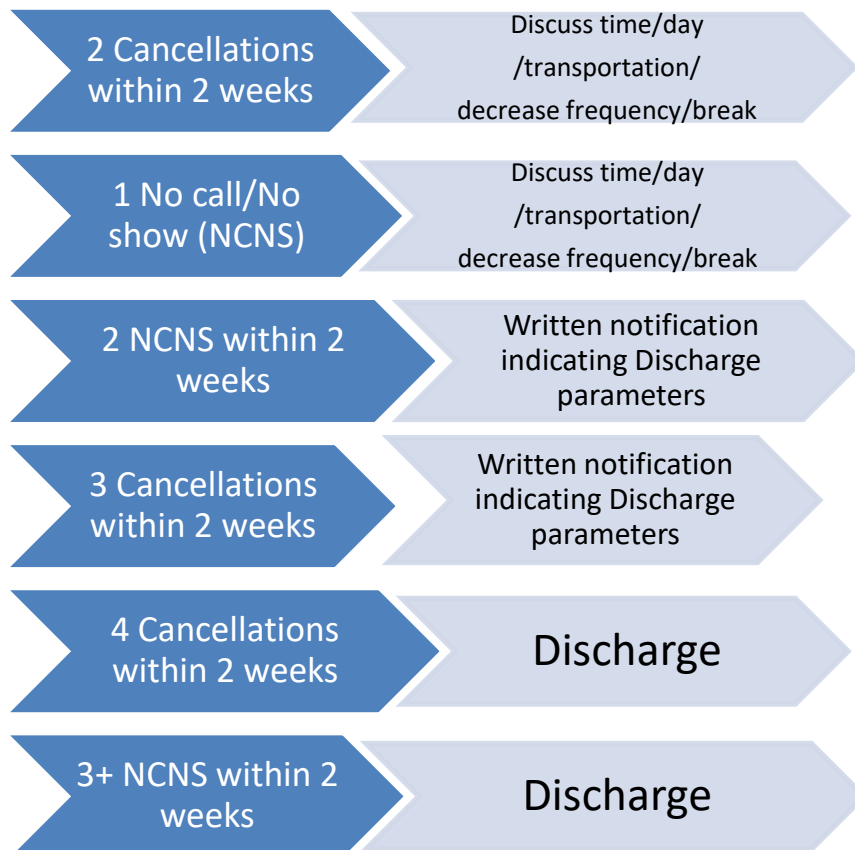 2 Cancellations
within 2 weeks
Discuss time/day
/transportation/
decrease frequency/break
1 No call/No
show (NCNS)
Discuss time/day
/transportation/
decrease frequency/break
2 NCNS within 2
weeks
Written notification
indicating Discharge
parameters
3 Cancellations
within 2 weeks
Written notification
indicating Discharge
parameters
4 Cancellations
within 2 weeks
Discharge
3+ NCNS within 2
weeks
Discharge